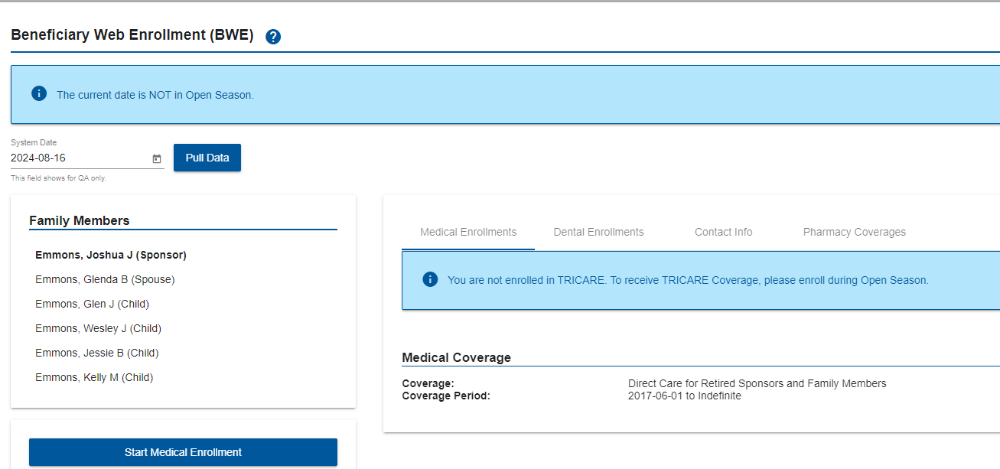 Beneficiary Web Enrollment (BWE) ?
The current date is NOT in Open Season.
System Date
2024-08-16
Pull Data
This field shows for QA only.
Family Members
Emmons, Joshua J (Sponsor)
Emmons, Glenda B (Spouse)
Emmons, Glen J (Child)
Emmons, Wesley J (Child)
Emmons, Jessie B (Child)
Emmons, Kelly M (Child)
Start Medical Enrollment
Medical Enrollments Dental Enrollments Contact Info Pharmacy Coverages
You are not enrolled in TRICARE. To receive TRICARE Coverage, please enroll during Open Season.
Medical Coverage
Coverage: Direct Care for Retired Sponsors and Family Members
Coverage Period: 2017-06-01 to Indefinite